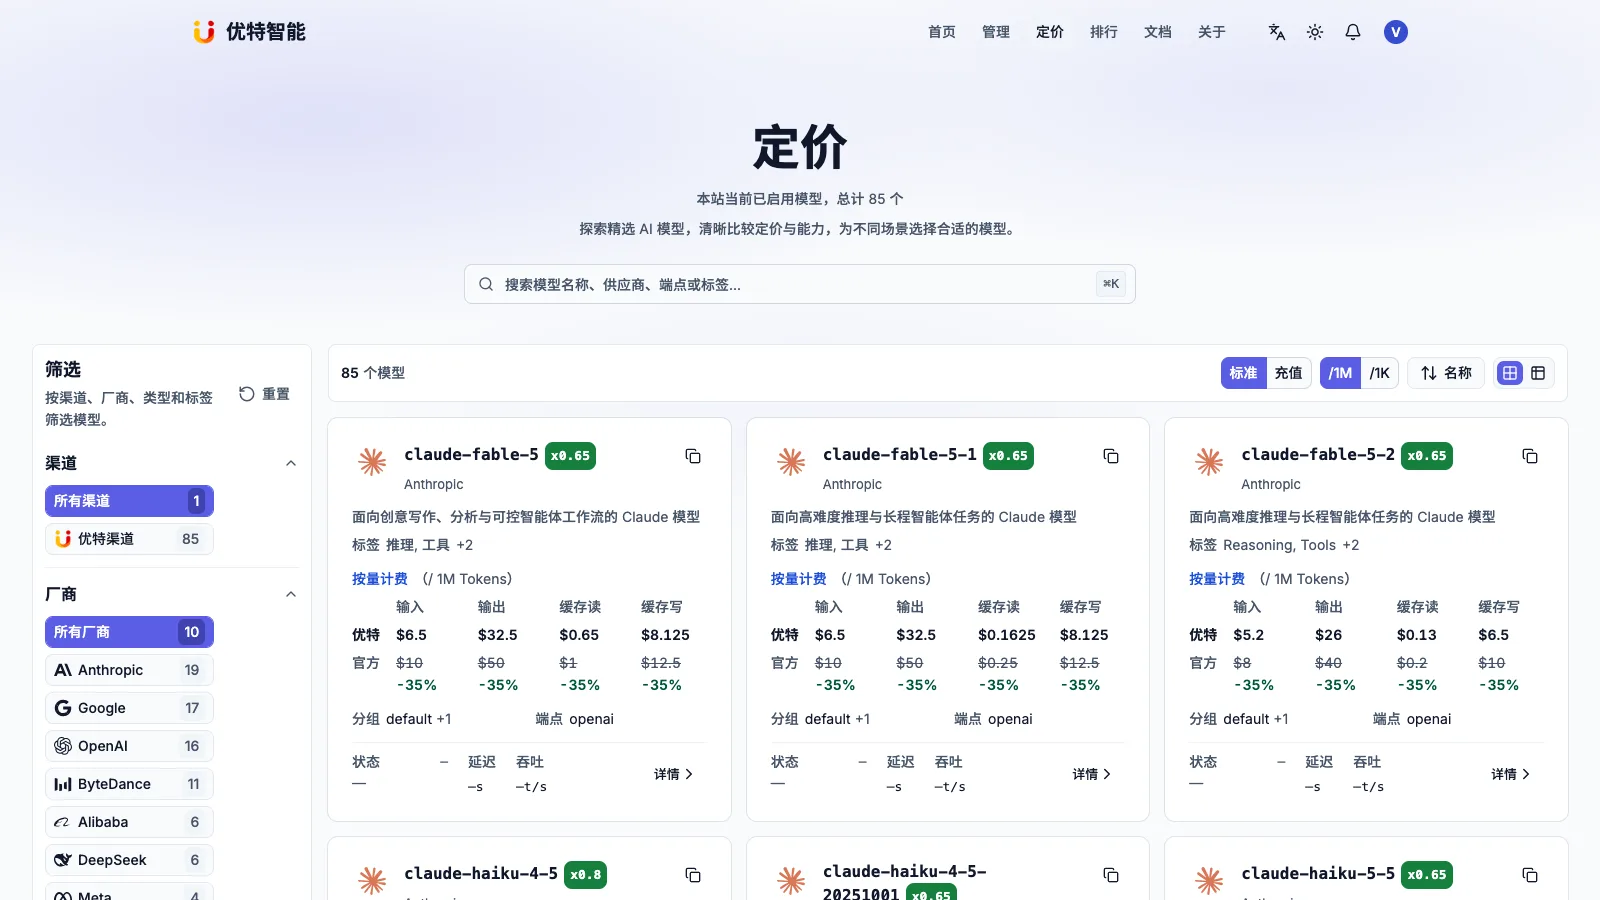 优特智能
首页 管理 定价 排行 文档 关于 V
定价
本站当前已启用模型，总计 85 个
探索精选 AI 模型，清晰比较定价与能力，为不同场景选择合适的模型。
搜索模型名称、供应商、端点或标签... ⌘K
筛选
按渠道、厂商、类型和标签
筛选模型。
重置
渠道
所有渠道 1
优特渠道 85
厂商
所有厂商 10
Anthropic 19
Google 17
OpenAI 16
ByteDance 11
Alibaba 6
DeepSeek 6
Meta 4
85 个模型
标准 充值 /1M /1K 名称
claude-fable-5 x0.65
Anthropic
面向创意写作、分析与可控智能体工作流的 Claude 模型
标签 推理, 工具 +2
按量计费 （/ 1M Tokens）
输入 输出 缓存读 缓存写
优特 $6.5 $32.5 $0.65 $8.125
官方 $10 $50 $1 $12.5
-35% -35% -35% -35%
分组 default +1 端点 openai
状态 – 延迟 吞吐
— –s –t/s
详情
claude-fable-5-1 x0.65
Anthropic
面向高难度推理与长程智能体任务的 Claude 模型
标签 推理, 工具 +2
按量计费 （/ 1M Tokens）
输入 输出 缓存读 缓存写
优特 $6.5 $32.5 $0.1625 $8.125
官方 $10 $50 $0.25 $12.5
-35% -35% -35% -35%
分组 default +1 端点 openai
状态 – 延迟 吞吐
— –s –t/s
详情
claude-fable-5-2 x0.65
Anthropic
面向高难度推理与长程智能体任务的 Claude 模型
标签 Reasoning, Tools +2
按量计费 （/ 1M Tokens）
输入 输出 缓存读 缓存写
优特 $5.2 $26 $0.13 $6.5
官方 $8 $40 $0.2 $10
-35% -35% -35% -35%
分组 default +1 端点 openai
状态 – 延迟 吞吐
— –s –t/s
详情
claude-haiku-4-5 x0.8
claude-haiku-4-5-
20251001 x0.65
claude-haiku-5-5 x0.65